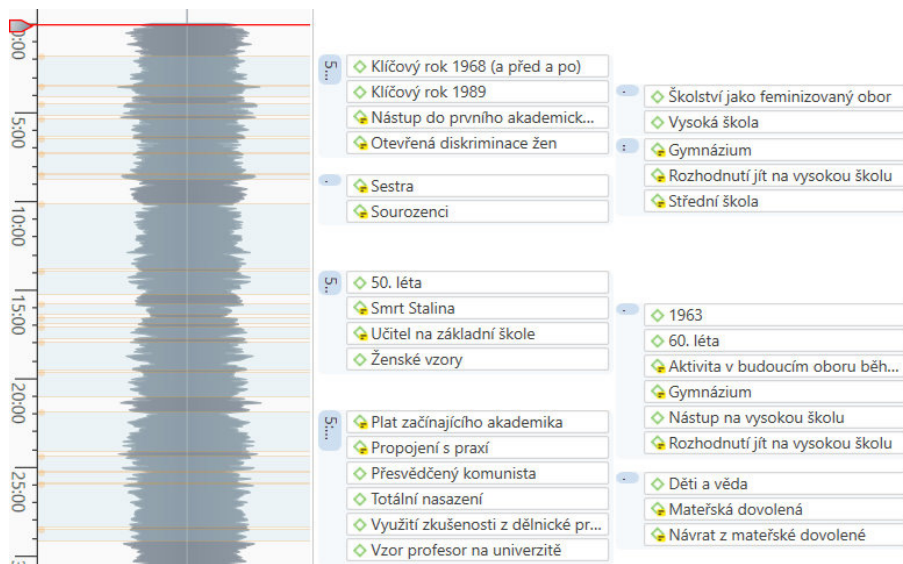 0:00
5:00
10:00
15:00
20:00
25:00
5...
Klíčový rok 1968 (a před a po)
Klíčový rok 1989
Nástup do prvního akademick...
Otevřená diskriminace žen
Sestra
Sourozenci
5...
50. léta
Smrt Stalina
Učitel na základní škole
Ženské vzory
5:...
Plat začínajícího akademika
Propojení s praxí
Přesvědčený komunista
Totální nasazení
Využití zkušenosti z dělnické pr...
Vzor profesor na univerzitě
Školství jako feminizovaný obor
Vysoká škola
Gymnázium
Rozhodnutí jít na vysokou školu
Střední škola
1963
60. léta
Aktivita v budoucím oboru běh...
Gymnázium
Nástup na vysokou školu
Rozhodnutí jít na vysokou školu
Děti a věda
Mateřská dovolená
Návrat z mateřské dovolené